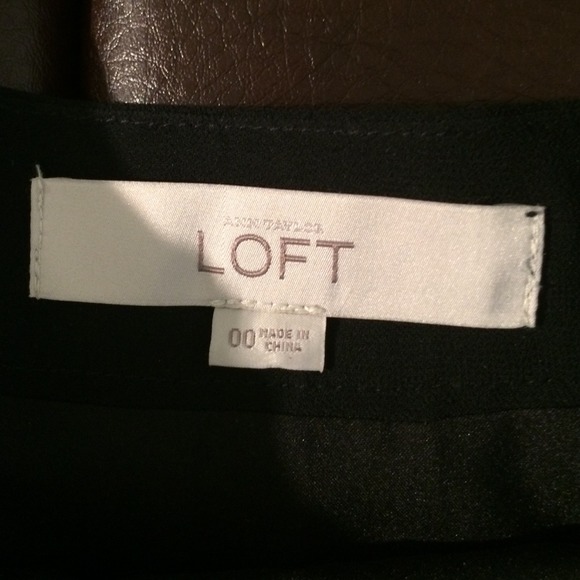 ANN TAYLOR
LOFT
00 MADE IN
CHINA